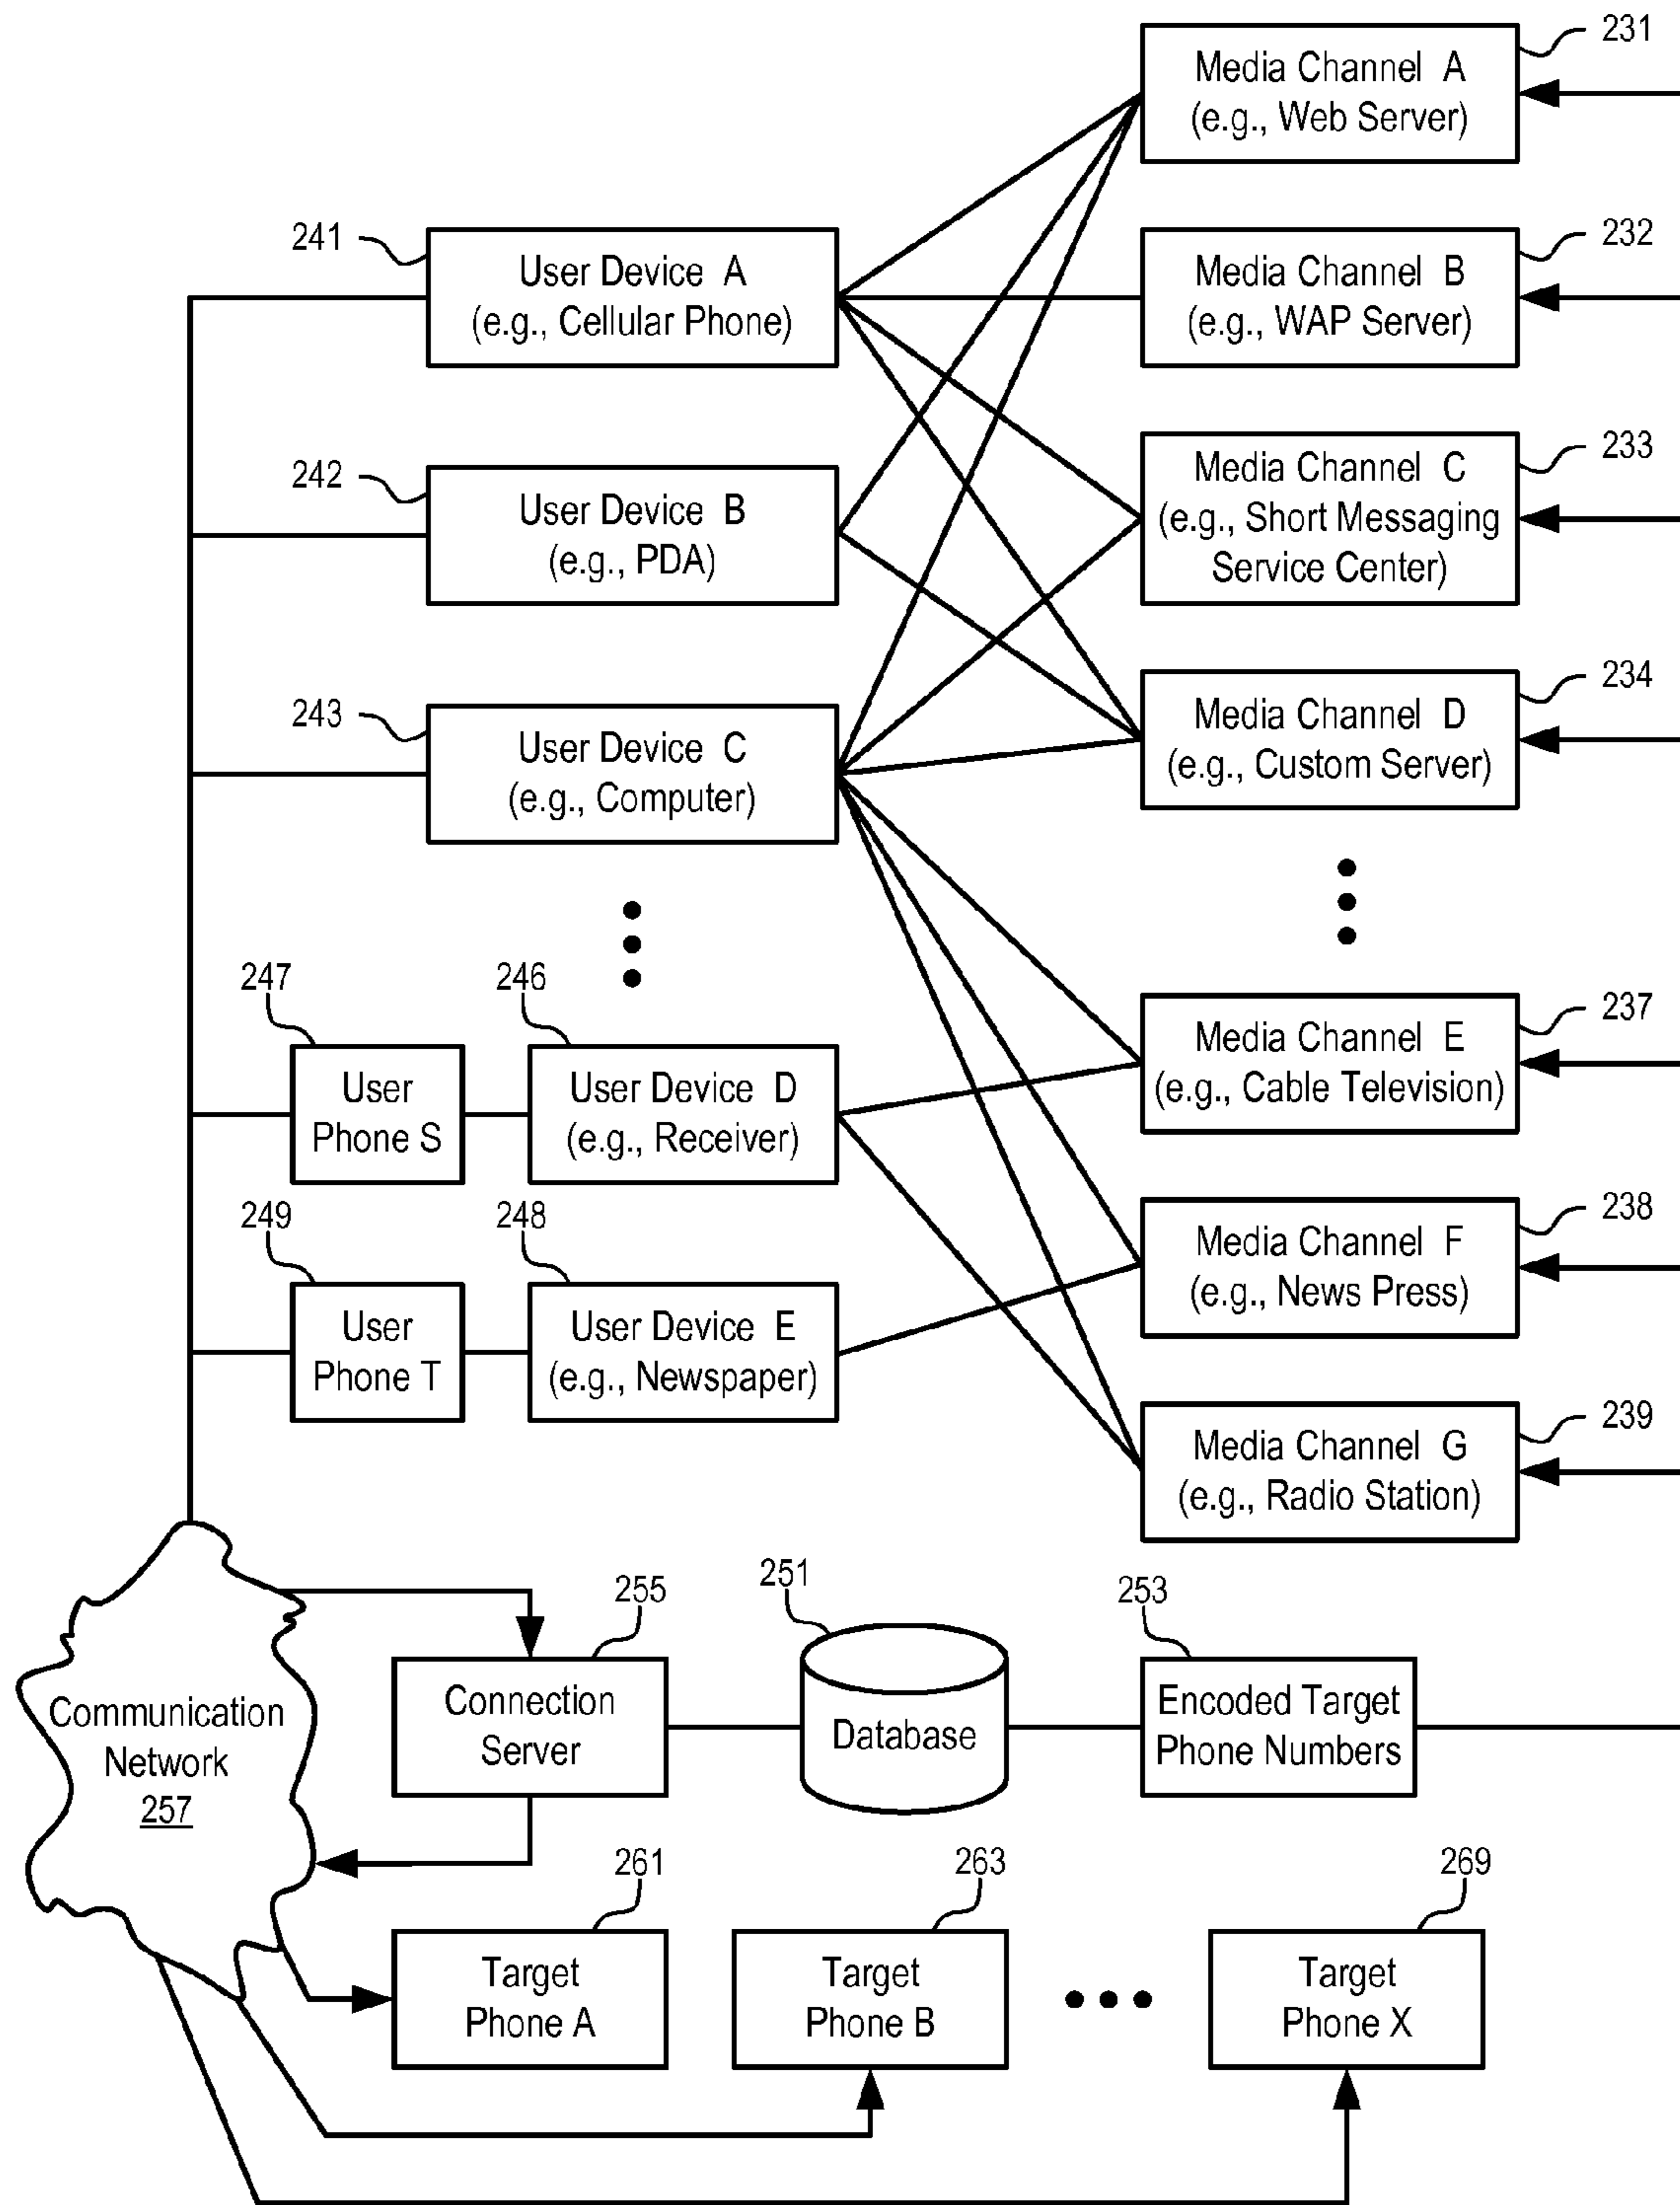 231
Media Channel A
(e.g., Web Server)
241
User Device A
(e.g., Cellular Phone)
232
Media Channel B
(e.g., WAP Server)
233
Media Channel C
(e.g., Short Messaging
Service Center)
242
User Device B
(e.g., PDA)
234
Media Channel D
(e.g., Custom Server)
243
User Device C
(e.g., Computer)
247
User
Phone S
246
User Device D
(e.g., Receiver)
237
Media Channel E
(e.g., Cable Television)
249
User
Phone T
248
User Device E
(e.g., Newspaper)
238
Media Channel F
(e.g., News Press)
239
Media Channel G
(e.g., Radio Station)
Communication
Network
257
255
Connection
Server
251
Database
253
Encoded Target
Phone Numbers
261
Target
Phone A
263
Target
Phone B
269
Target
Phone X